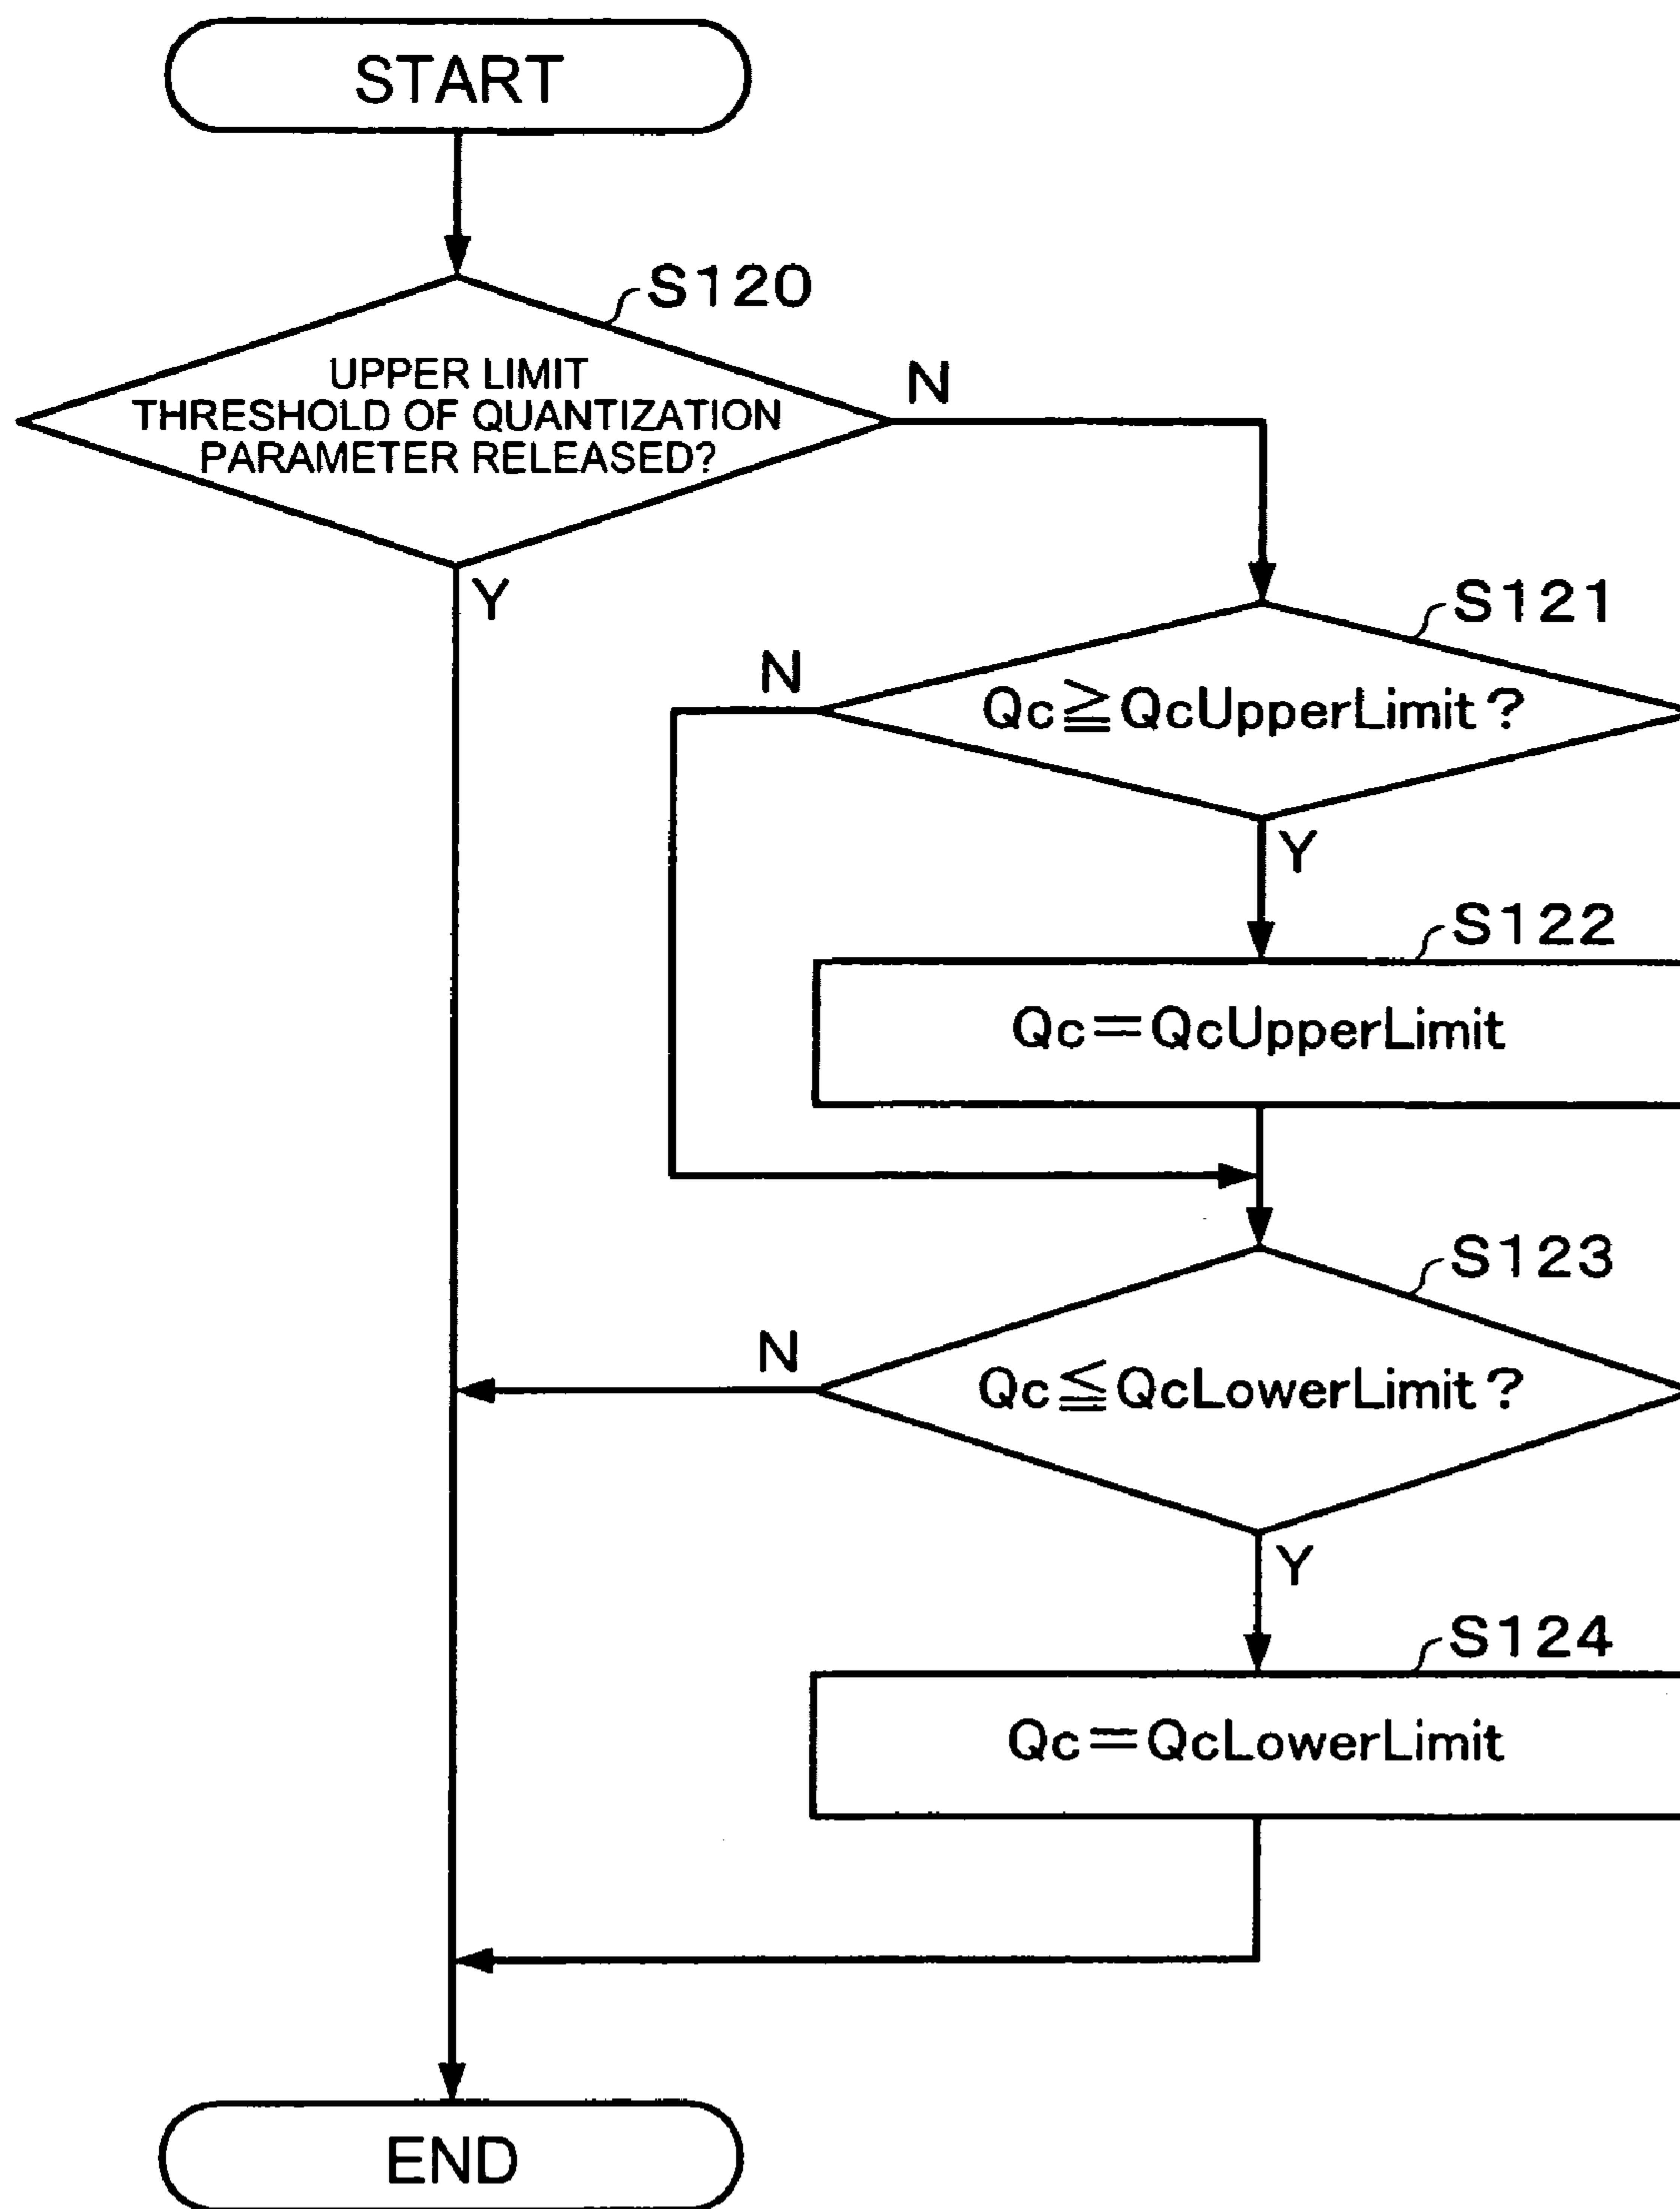 START
S120
UPPER LIMIT
THRESHOLD OF QUANTIZATION
PARAMETER RELEASED?
N
Y
S121
N
Qc≧QcUpperLimit?
Y
S122
Qc=QcUpperLimit
S123
N
Qc≦QcLowerLimit?
Y
S124
Qc=QcLowerLimit
END